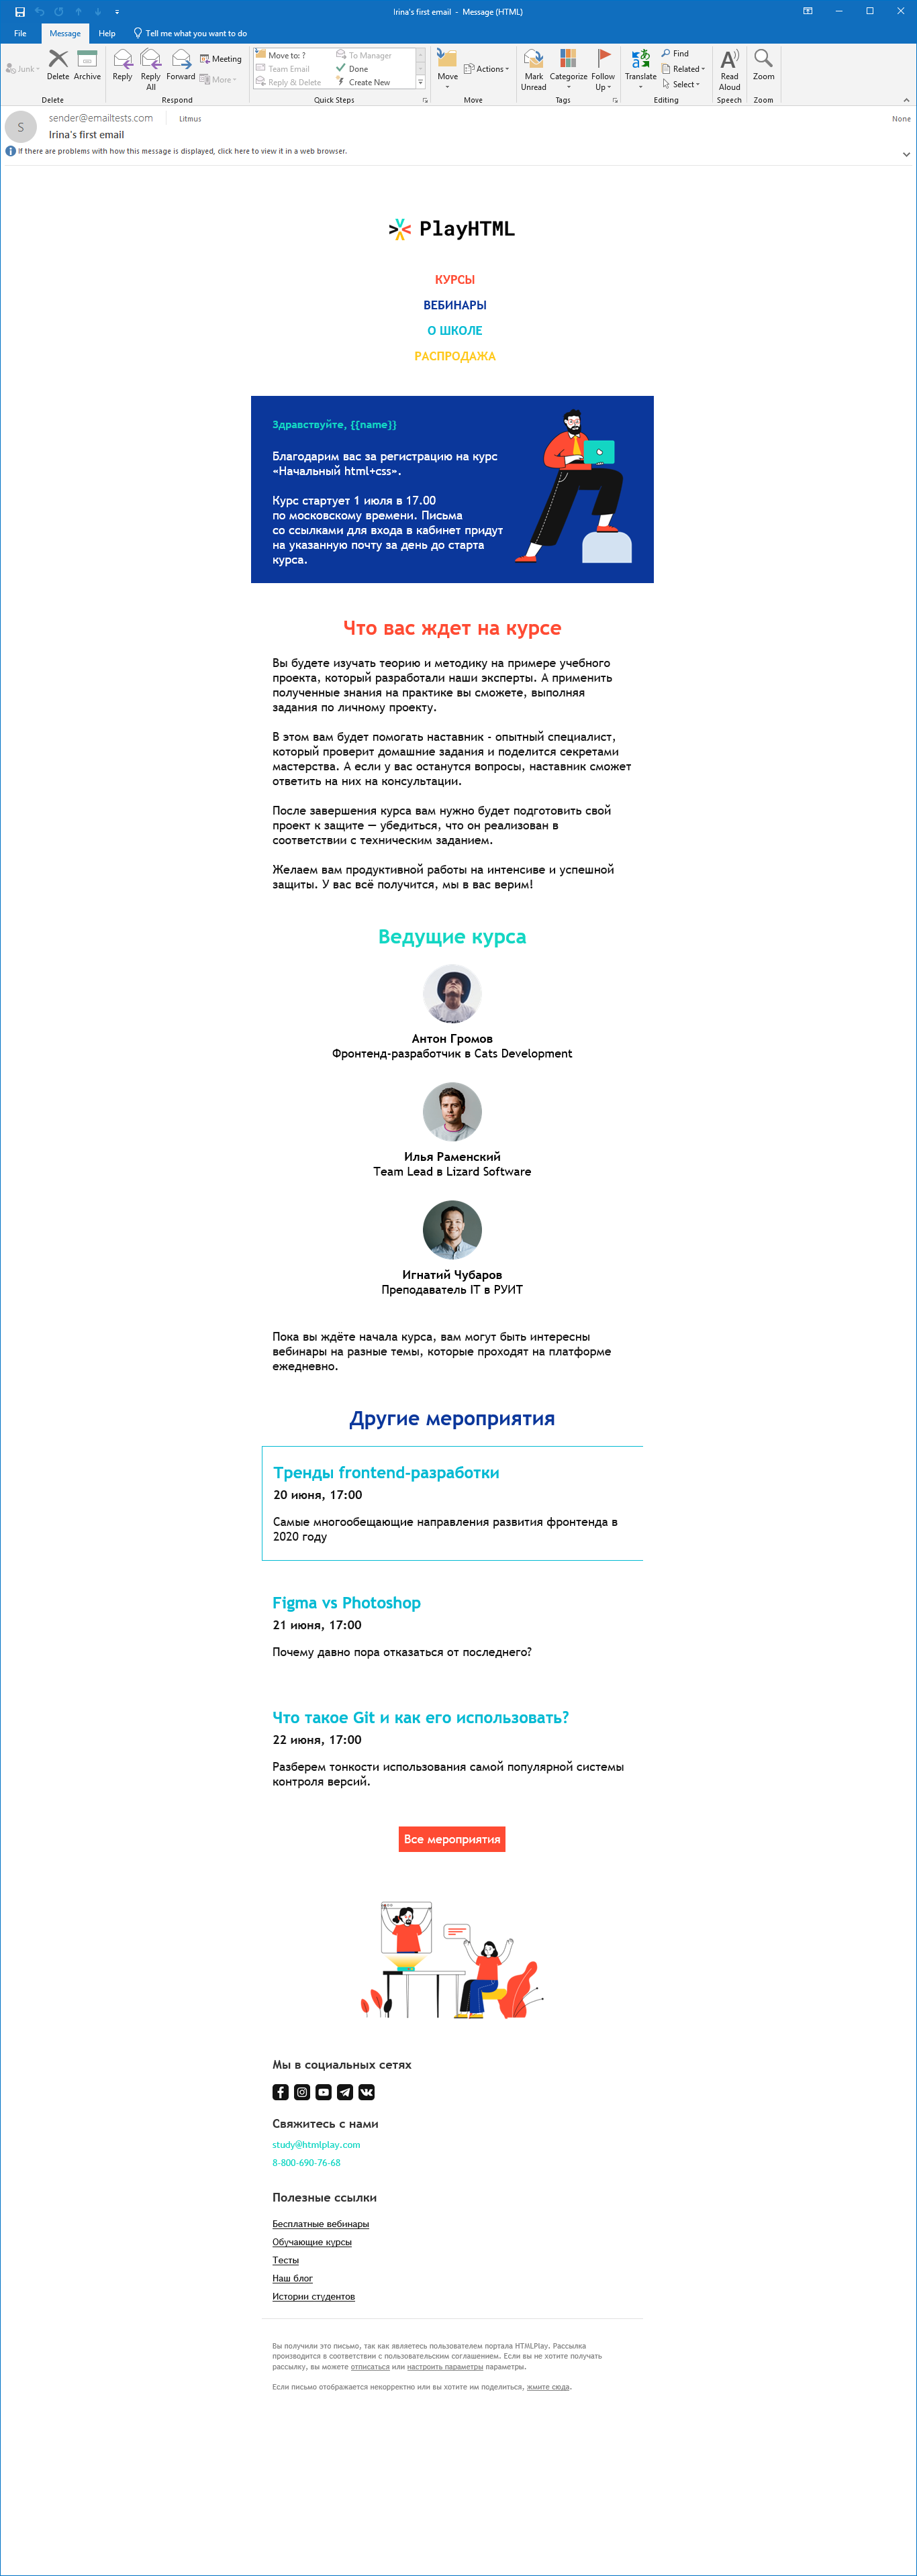 Irina's first email - Message (HTML)
File Message Help Tell me what you want to do
Junk Delete Archive Reply Reply All Forward Meeting More Move to: ? Team Email Reply & Delete To Manager Done Create New Move Actions Mark Unread Categorize Follow Up Translate Find Related Select Read Aloud Zoom
Delete Respond Quick Steps Move Tags Editing Speech Zoom
S
sender@emailtests.com Litmus None
Irina's first email
If there are problems with how this message is displayed, click here to view it in a web browser.
PlayHTML
КУРСЫ
ВЕБИНАРЫ
О ШКОЛЕ
РАСПРОДАЖА
Здравствуйте, {{name}}
Благодарим вас за регистрацию на курс
«Начальный html+css».
Курс стартует 1 июля в 17.00
по московскому времени. Письма
со ссылками для входа в кабинет придут
на указанную почту за день до старта
курса.
Что вас ждет на курсе
Вы будете изучать теорию и методику на примере учебного
проекта, который разработали наши эксперты. А применить
полученные знания на практике вы сможете, выполняя
задания по личному проекту.
В этом вам будет помогать наставник - опытный специалист,
который проверит домашние задания и поделится секретами
мастерства. А если у вас останутся вопросы, наставник сможет
ответить на них на консультации.
После завершения курса вам нужно будет подготовить свой
проект к защите — убедиться, что он реализован в
соответствии с техническим заданием.
Желаем вам продуктивной работы на интенсиве и успешной
защиты. У вас всё получится, мы в вас верим!
Ведущие курса
Антон Громов
Фронтенд-разработчик в Cats Development
Илья Раменский
Team Lead в Lizard Software
Игнатий Чубаров
Преподаватель IT в РУИТ
Пока вы ждёте начала курса, вам могут быть интересны
вебинары на разные темы, которые проходят на платформе
ежедневно.
Другие мероприятия
Тренды frontend-разработки
20 июня, 17:00
Самые многообещающие направления развития фронтенда в
2020 году
Figma vs Photoshop
21 июня, 17:00
Почему давно пора отказаться от последнего?
Что такое Git и как его использовать?
22 июня, 17:00
Разберем тонкости использования самой популярной системы
контроля версий.
Все мероприятия
Мы в социальных сетях
Свяжитесь с нами
study@htmlplay.com
8-800-690-76-68
Полезные ссылки
Бесплатные вебинары
Обучающие курсы
Тесты
Наш блог
Истории студентов
Вы получили это письмо, так как являетесь пользователем портала HTMLPlay. Рассылка
производится в соответствии с пользовательским соглашением. Если вы не хотите получать
рассылку, вы можете отписаться или настроить параметры параметры.
Если письмо отображается некорректно или вы хотите им поделиться, жмите сюда.